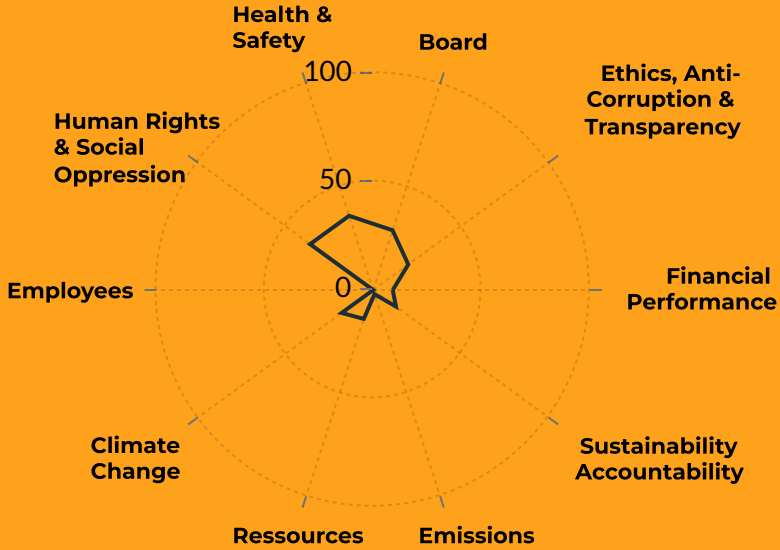 Health &
Safety
Board
100
Ethics, Anti-
Corruption &
Transparency
Human Rights
& Social
Oppression
50
Employees
0
Financial
Performance
Climate
Change
Sustainability
Accountability
Ressources
Emissions